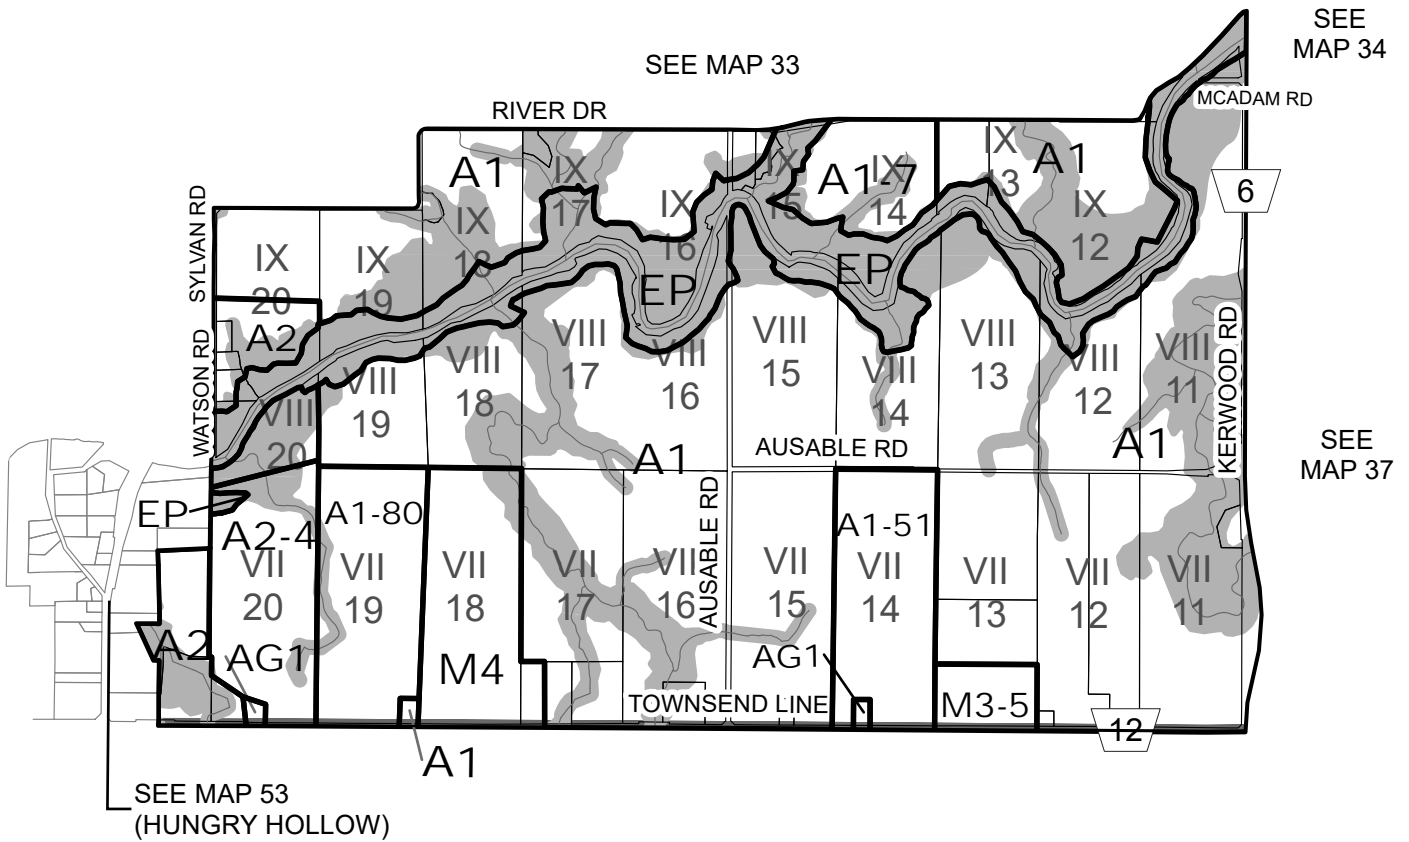 SEE
MAP 34
SEE MAP 33
MCADAM RD
RIVER DR
IX
13
A1
IX
17
IX
15
A1-7
IX
14
A1
IX
18
IX
16
IX
12
6
SYLVAN RD
IX
20
IX
19
EP
EP
A2
WATSON RD
VIII
20
VIII
19
VIII
18
VIII
17
VIII
16
VIII
15
VIII
14
VIII
13
VIII
12
VIII
11
KERWOOD RD
A1
AUSABLE RD
A1
SEE
MAP 37
AUSABLE RD
EP
A2-4
A1-80
A1-51
VII
20
VII
19
VII
18
VII
17
VII
16
VII
15
VII
14
VII
13
VII
12
VII
11
A2
AG1
M4
AG1
TOWNSEND LINE
M3-5
12
A1
SEE MAP 53
(HUNGRY HOLLOW)